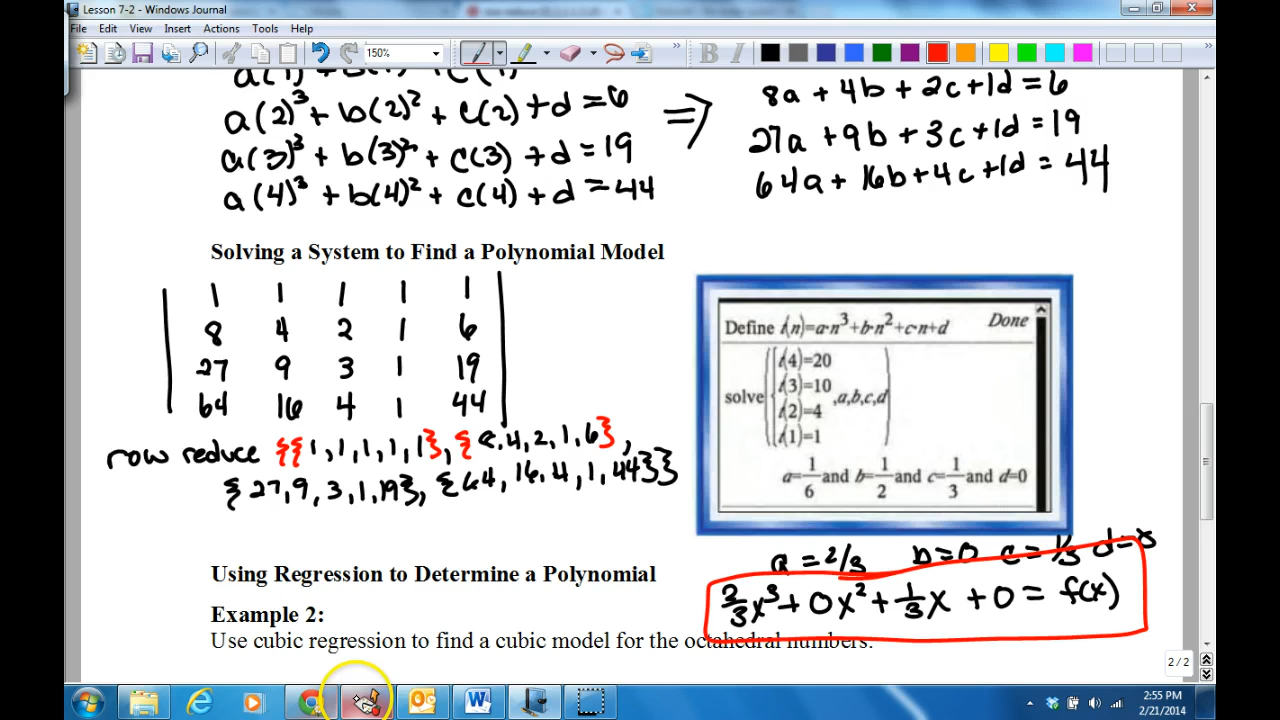 Lesson 7-2 - Windows Journal
File Edit View Insert Actions Tools Help
150%
a(2)³ + b(2)² + c(2) + d = 6
a(3)³ + b(3)² + c(3) + d = 19
a(4)³ + b(4)² + c(4) + d = 44
⇒
8a + 4b + 2c + 1d = 6
27a + 9b + 3c + 1d = 19
64a + 16b + 4c + 1d = 44
Solving a System to Find a Polynomial Model
1 1 1 1 1
8 4 2 1 6
27 9 3 1 19
64 16 4 1 44
row reduce {{1,1,1,1,1}, {8,4,2,1,6},
{27,9,3,1,19}, {64,16,4,1,44}}
Define t(n)=a·n³+b·n²+c·n+d Done
solve({t(4)=20
t(3)=10
t(2)=4
t(1)=1
,a,b,c,d)
a=1/6 and b=1/2 and c=1/3 and d=0
a = 2/3 b = 0 c = 1/3
2/3x³ + 0x² + 1/3x + 0 = f(x)
Using Regression to Determine a Polynomial
Example 2:
Use cubic regression to find a cubic model for the octahedral numbers.
2/2
2:55 PM
2/21/2014